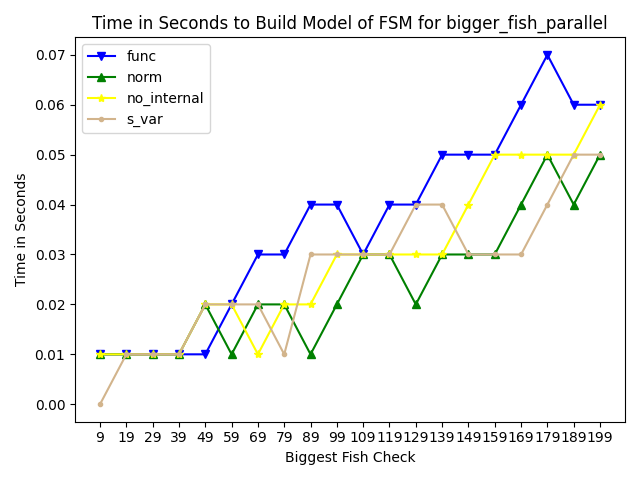 Time in Seconds to Build Model of FSM for bigger_fish_parallel
func
norm
no_internal
s_var
0.07
0.06
0.05
0.04
0.03
0.02
0.01
0.00
Time in Seconds
9 19 29 39 49 59 69 79 89 99 109 119 129 139 149 159 169 179 189 199
Biggest Fish Check